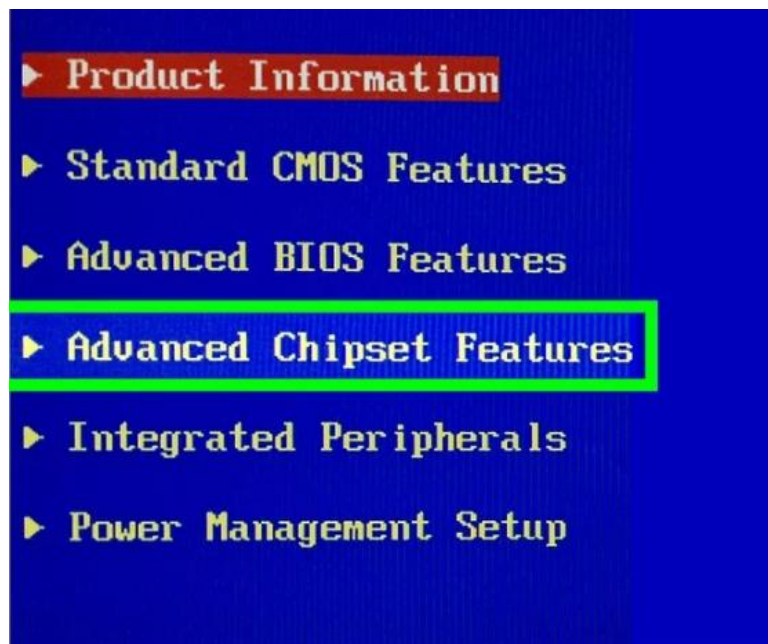 Product Information
Standard CMOS Features
Advanced BIOS Features
Advanced Chipset Features
Integrated Peripherals
Power Management Setup